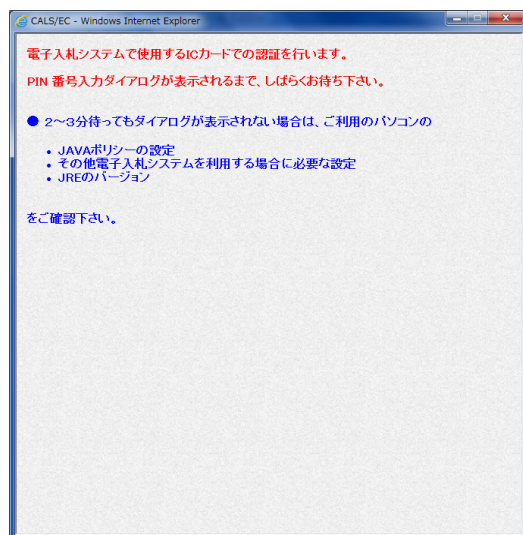 CALS/EC - Windows Internet Explorer
電子入札システムで使用するICカードでの認証を行います。
PIN 番号入力ダイアログが表示されるまで、しばらくお待ち下さい。
● 2～3分待ってもダイアログが表示されない場合は、ご利用のパソコンの
• JAVAポリシーの設定
• その他電子入札システムを利用する場合に必要な設定
• JREのバージョン
をご確認下さい。